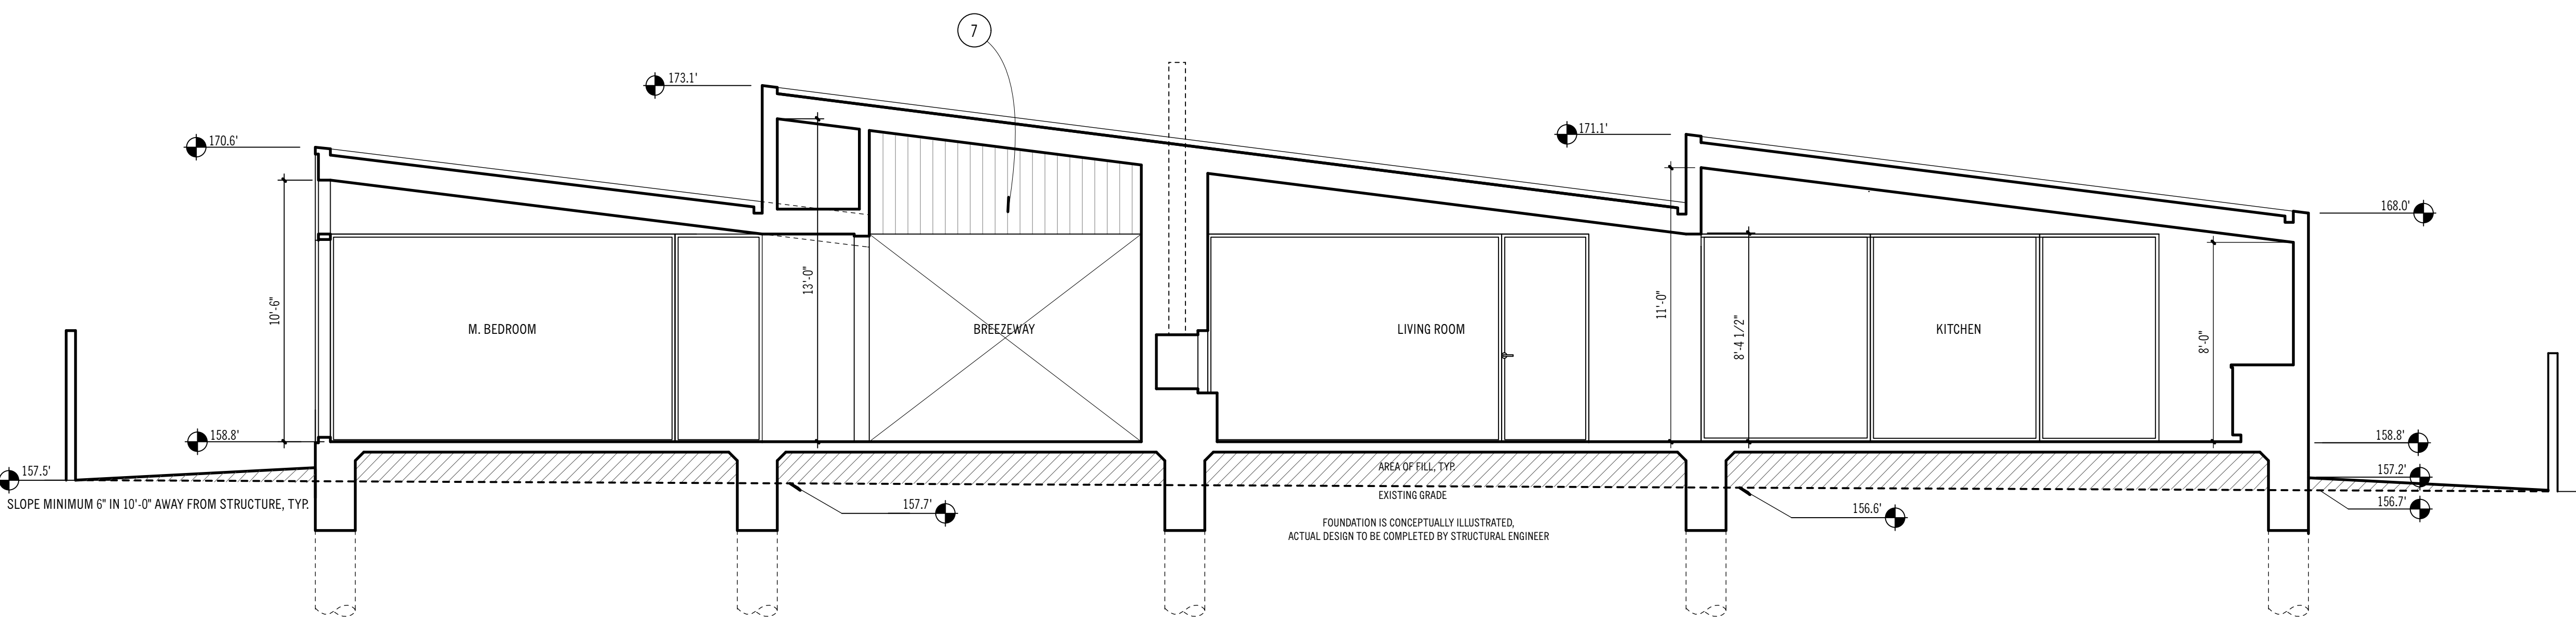 7
173.1'
171.1'
170.6'
168.0'
10'-6"
13'-0"
11'-0"
8'-4 1/2"
8'-0"
M. BEDROOM
BREEZEWAY
LIVING ROOM
KITCHEN
158.8'
158.8'
157.5'
157.2'
AREA OF FILL, TYP.
EXISTING GRADE
SLOPE MINIMUM 6" IN 10'-0" AWAY FROM STRUCTURE, TYP.
157.7'
156.6'
156.7'
FOUNDATION IS CONCEPTUALLY ILLUSTRATED,
ACTUAL DESIGN TO BE COMPLETED BY STRUCTURAL ENGINEER